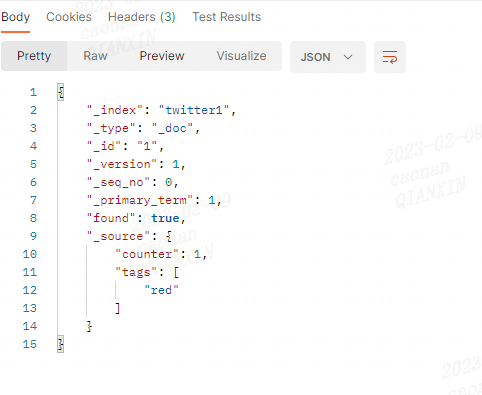 Body Cookies Headers (3) Test Results
Pretty Raw Preview Visualize JSON
1 {
2 "_index": "twitter1",
3 "_type": "_doc",
4 "_id": "1",
5 "_version": 1,
6 "_seq_no": 0,
7 "_primary_term": 1,
8 "found": true,
9 "_source": {
10 "counter": 1,
11 "tags": [
12 "red"
13 ]
14 }
15 }
2023-02-09
caonan
QIANXIN